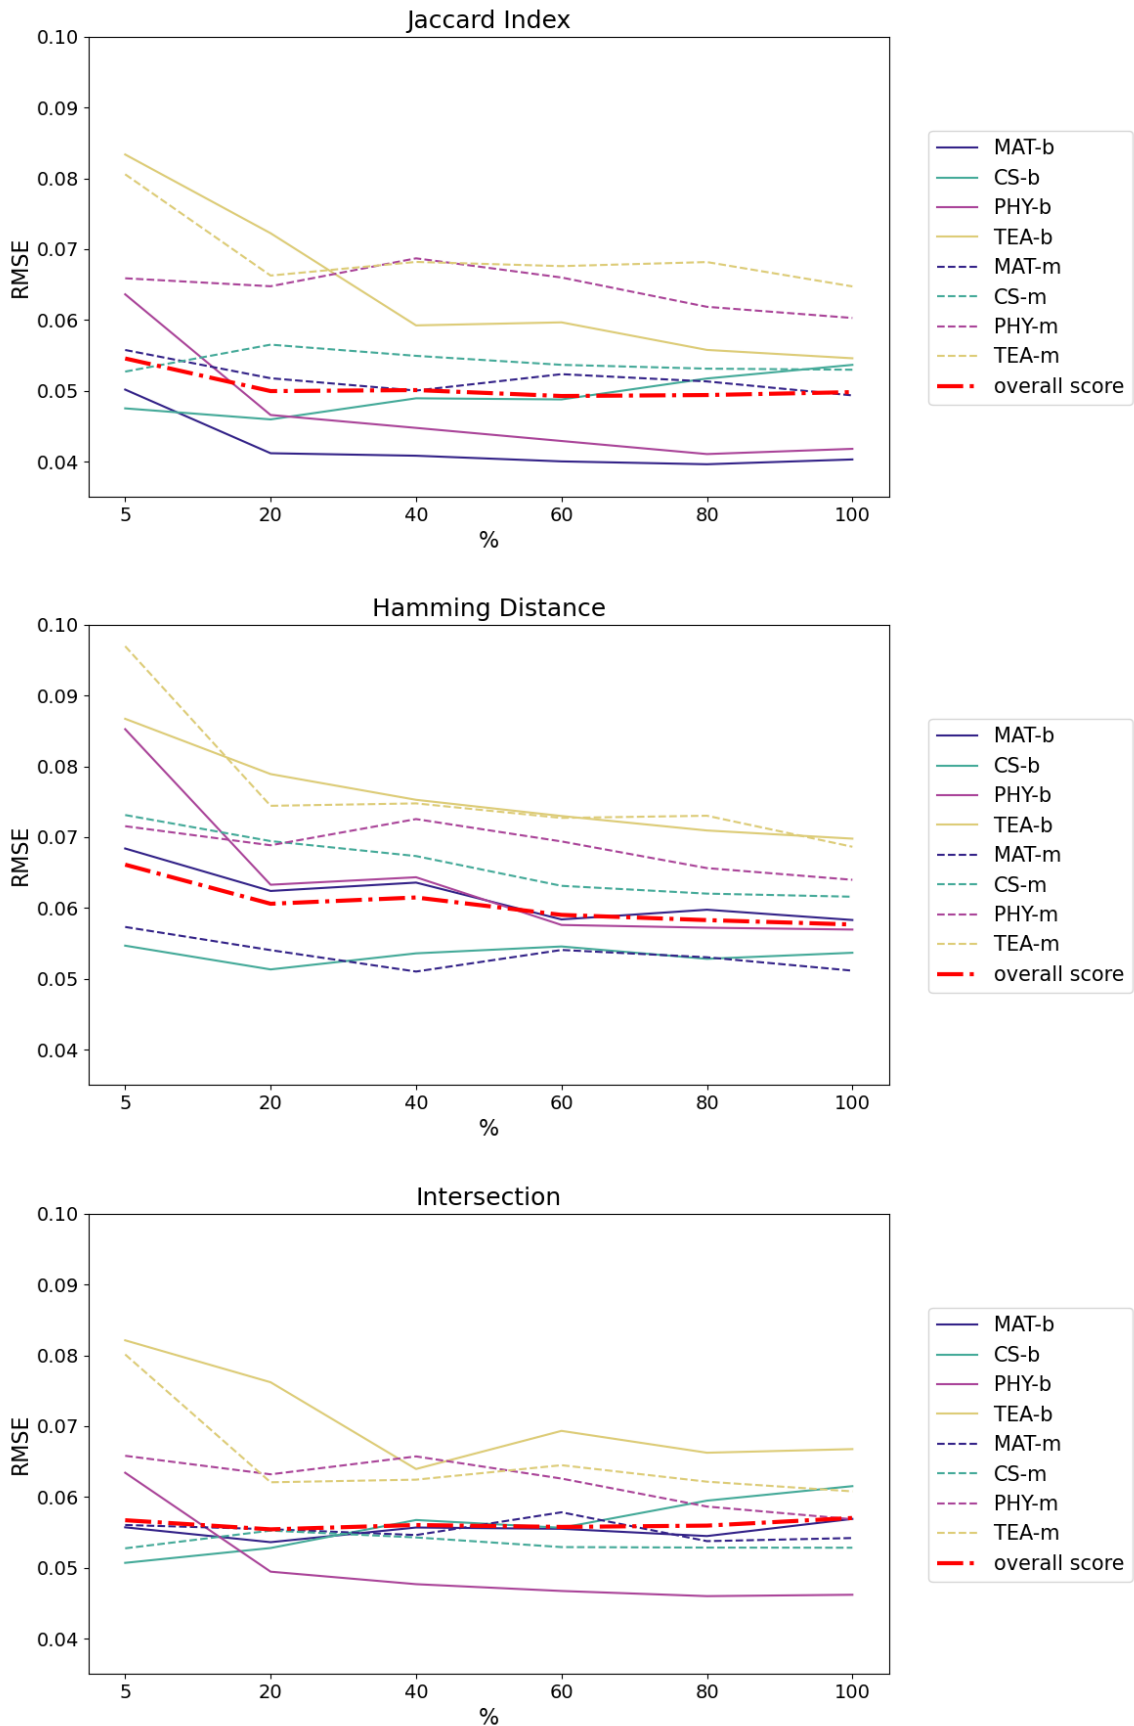 Jaccard Index
0.10
0.09
0.08
0.07
0.06
0.05
0.04
RMSE
5 20 40 60 80 100
%
MAT-b
CS-b
PHY-b
TEA-b
MAT-m
CS-m
PHY-m
TEA-m
overall score
Hamming Distance
0.10
0.09
0.08
0.07
0.06
0.05
0.04
RMSE
5 20 40 60 80 100
%
MAT-b
CS-b
PHY-b
TEA-b
MAT-m
CS-m
PHY-m
TEA-m
overall score
Intersection
0.10
0.09
0.08
0.07
0.06
0.05
0.04
RMSE
5 20 40 60 80 100
%
MAT-b
CS-b
PHY-b
TEA-b
MAT-m
CS-m
PHY-m
TEA-m
overall score